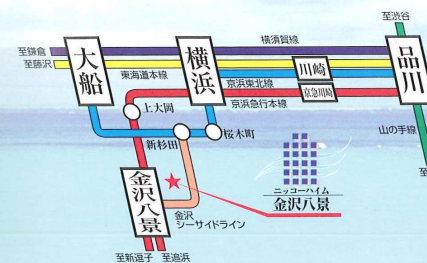 至渋谷
至鎌倉
至藤沢
大船
横浜
横須賀線
川崎
品川
東海道本線
京浜東北線
京急川崎
京浜急行本線
上大岡
新杉田
桜木町
山の手線
至
金沢八景
金沢
シーサイドライン
ニッコーハイム
金沢八景
至新逗子
至追浜